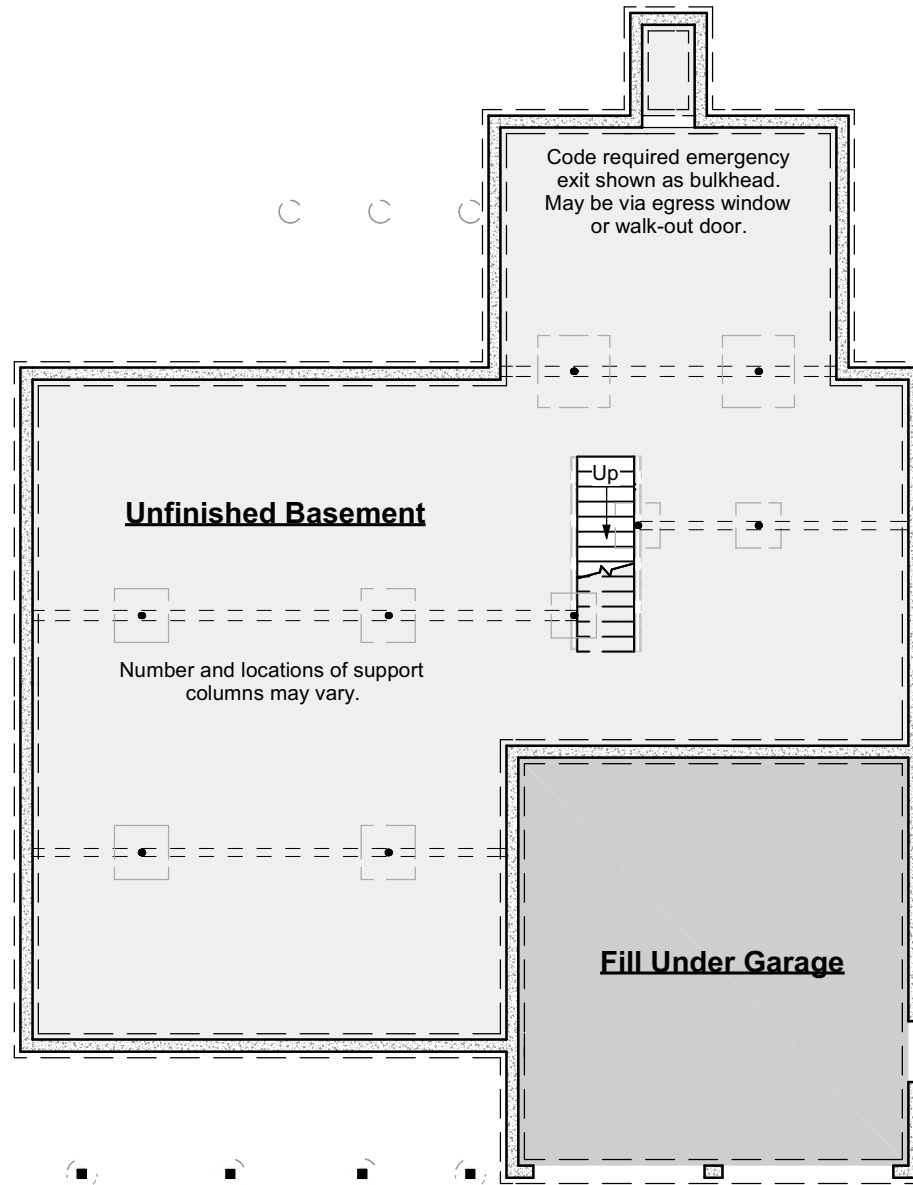 Code required emergency
exit shown as bulkhead.
May be via egress window
or walk-out door.
Up
Unfinished Basement
Number and locations of support
columns may vary.
Fill Under Garage